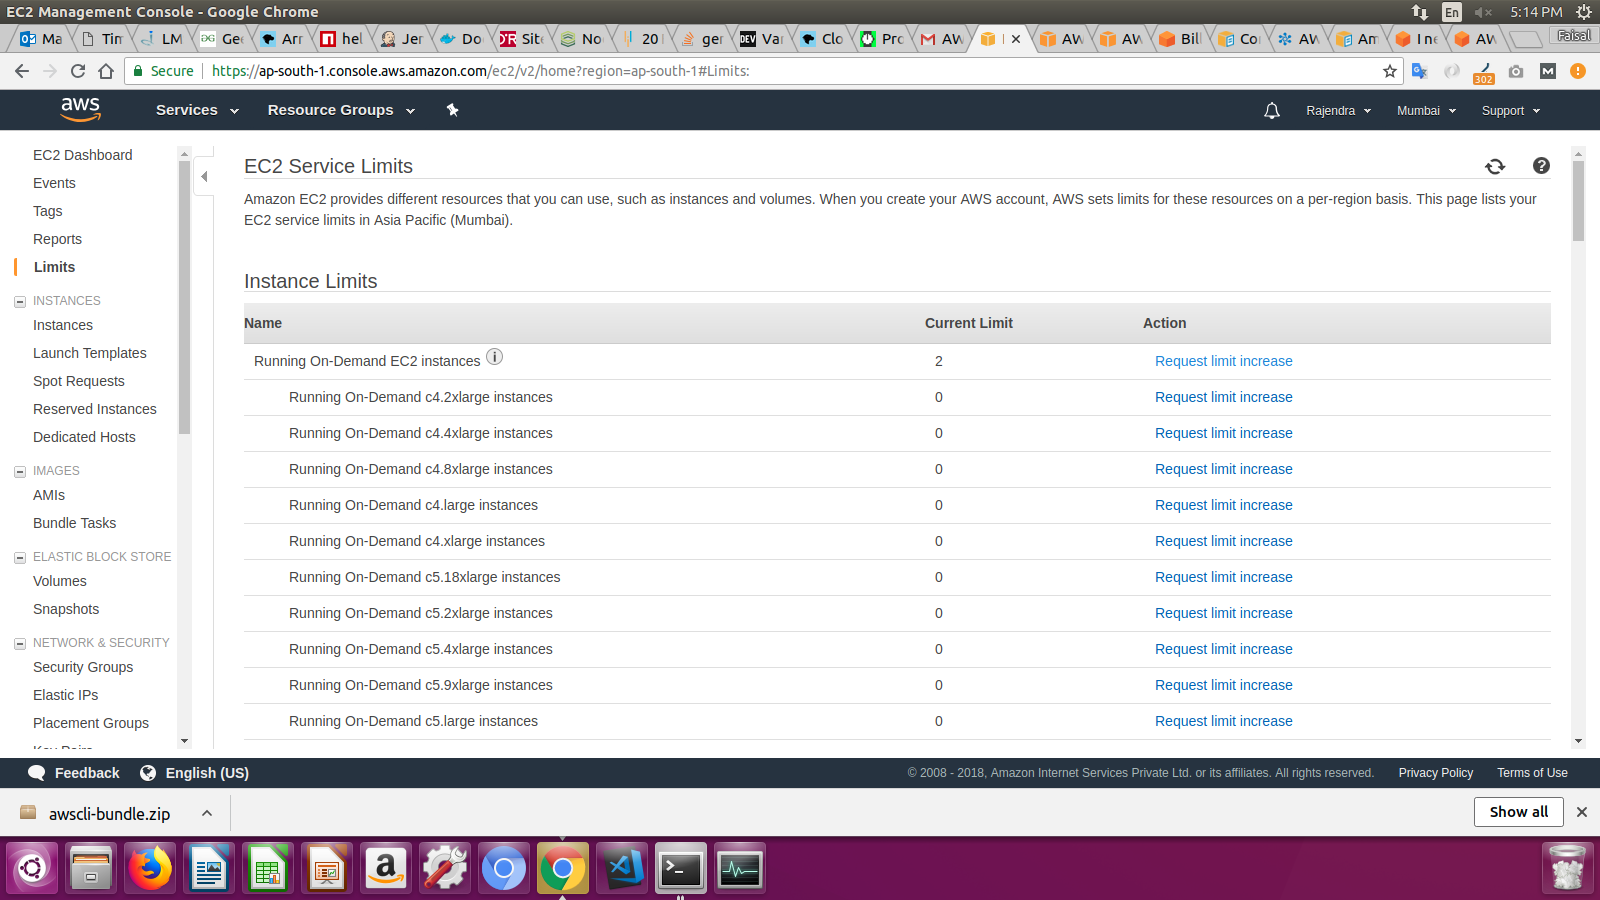 EC2 Management Console - Google Chrome
En
5:14 PM
Ma
Tim
LM
Gee
Arr
hel
Jer
Do
Site
No
20
ger
DEV
Var
Clo
Pro
AW
AW
AW
Bill
Co
AW
Am
I ne
AW
Faisal
Secure
https://ap-south-1.console.aws.amazon.com/ec2/v2/home?region=ap-south-1#Limits:
302
aws
Services
Resource Groups
Rajendra
Mumbai
Support
EC2 Dashboard
Events
Tags
Reports
Limits
INSTANCES
Instances
Launch Templates
Spot Requests
Reserved Instances
Dedicated Hosts
IMAGES
AMIs
Bundle Tasks
ELASTIC BLOCK STORE
Volumes
Snapshots
NETWORK & SECURITY
Security Groups
Elastic IPs
Placement Groups
Key Pairs
EC2 Service Limits
Amazon EC2 provides different resources that you can use, such as instances and volumes. When you create your AWS account, AWS sets limits for these resources on a per-region basis. This page lists your
EC2 service limits in Asia Pacific (Mumbai).
Instance Limits
Name Current Limit Action
Running On-Demand EC2 instances 2 Request limit increase
Running On-Demand c4.2xlarge instances 0 Request limit increase
Running On-Demand c4.4xlarge instances 0 Request limit increase
Running On-Demand c4.8xlarge instances 0 Request limit increase
Running On-Demand c4.large instances 0 Request limit increase
Running On-Demand c4.xlarge instances 0 Request limit increase
Running On-Demand c5.18xlarge instances 0 Request limit increase
Running On-Demand c5.2xlarge instances 0 Request limit increase
Running On-Demand c5.4xlarge instances 0 Request limit increase
Running On-Demand c5.9xlarge instances 0 Request limit increase
Running On-Demand c5.large instances 0 Request limit increase
Feedback
English (US)
© 2008 - 2018, Amazon Internet Services Private Ltd. or its affiliates. All rights reserved.
Privacy Policy
Terms of Use
awscli-bundle.zip
Show all